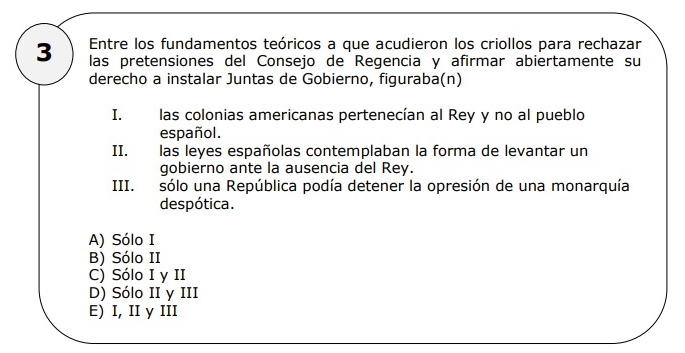 3
Entre los fundamentos teóricos a que acudieron los criollos para rechazar
las pretensiones del Consejo de Regencia y afirmar abiertamente su
derecho a instalar Juntas de Gobierno, figuraba(n)
I. las colonias americanas pertenecían al Rey y no al pueblo
español.
II. las leyes españolas contemplaban la forma de levantar un
gobierno ante la ausencia del Rey.
III. sólo una República podía detener la opresión de una monarquía
despótica.
A) Sólo I
B) Sólo II
C) Sólo I y II
D) Sólo II y III
E) I, II y III